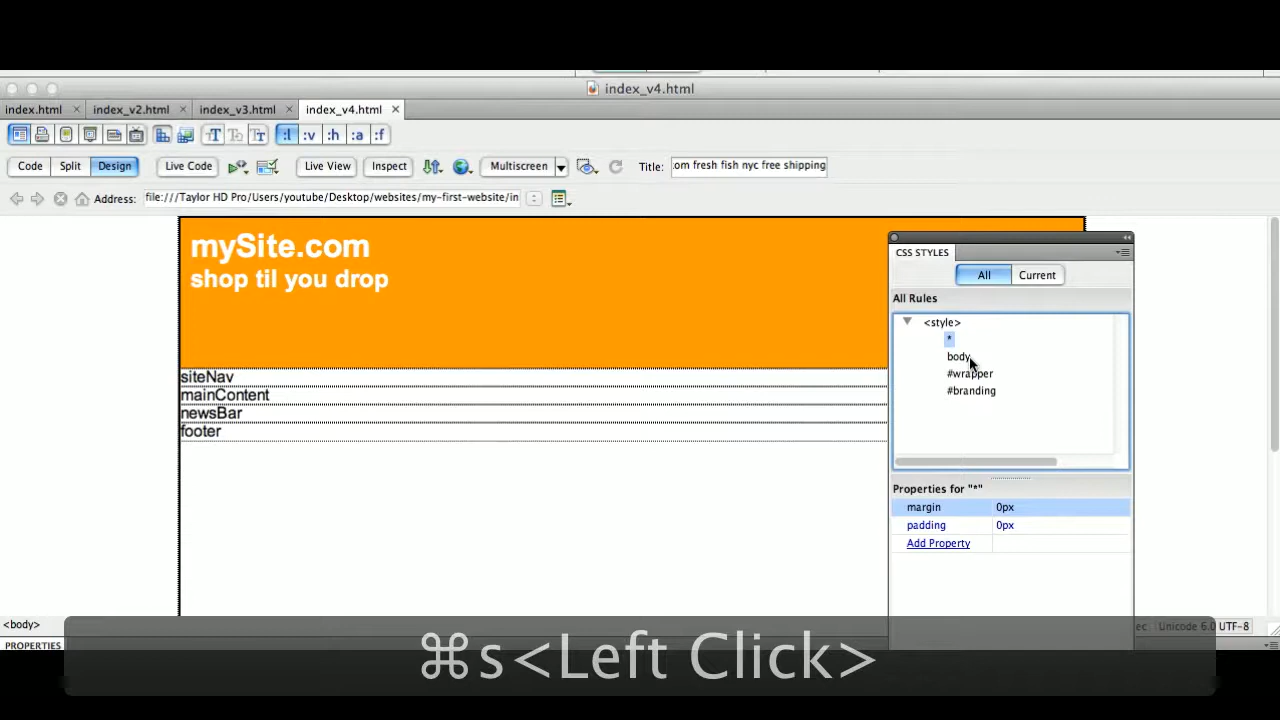 index_v4.html
index.html × index_v2.html × index_v3.html × index_v4.html ×
:l :v :h :a :f
Code Split Design Live Code Live View Inspect Multiscreen Title: om fresh fish nyc free shipping
Address: file:///Taylor HD Pro/Users/youtube/Desktop/websites/my-first-website/in
mySite.com
shop til you drop
siteNav
mainContent
newsBar
footer
CSS STYLES
All Current
All Rules
<style>
*
body
#wrapper
#branding
Properties for "*"
margin 0px
padding 0px
Add Property
<body> ec Unicode 6.0 UTF-8
PROPERTIES
⌘s<Left Click>